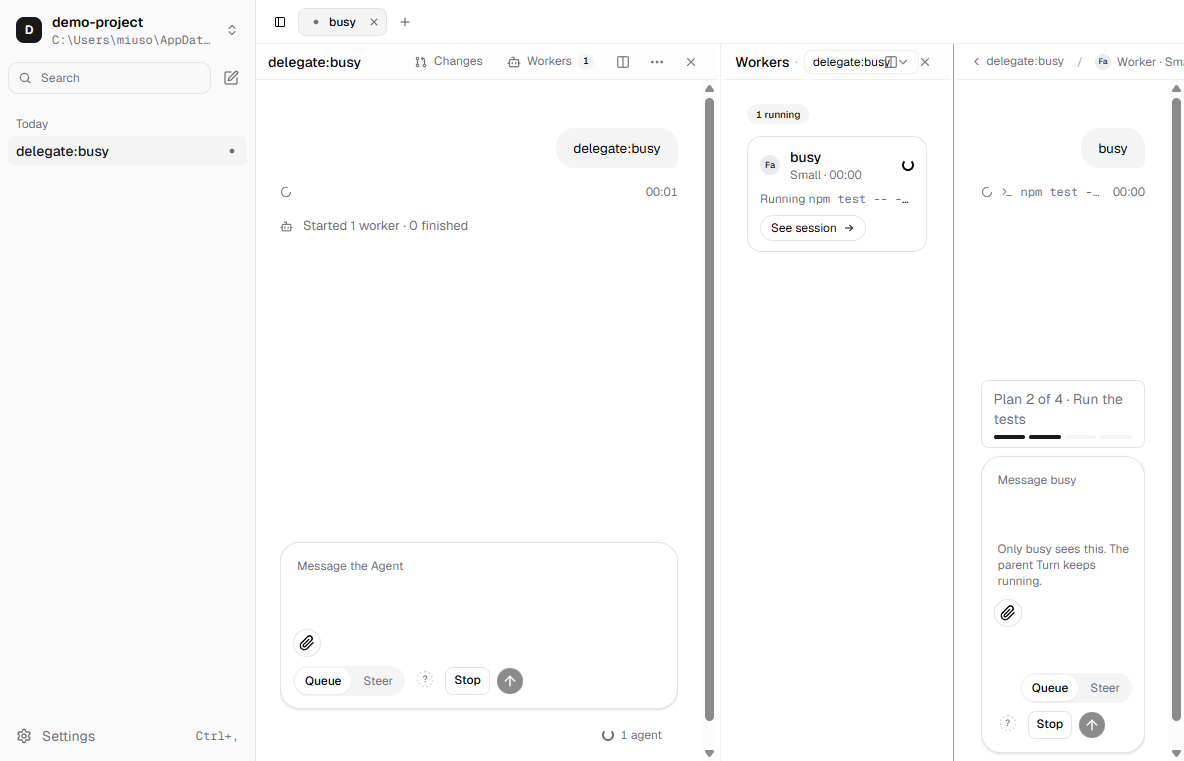 D
demo-project
C:\Users\miuso\AppDat…
Search
Today
delegate:busy
Settings
Ctrl+,
busy
delegate:busy
Changes
Workers 1
delegate:busy
00:01
Started 1 worker · 0 finished
Message the Agent
Queue
Steer
?
Stop
1 agent
Workers ·
delegate:busy
1 running
Fa
busy
Small · 00:00
Running npm test -- -…
See session
delegate:busy / Fa Worker · Sma
busy
npm test -… 00:00
Plan 2 of 4 · Run the
tests
Message busy
Only busy sees this. The
parent Turn keeps
running.
Queue
Steer
?
Stop